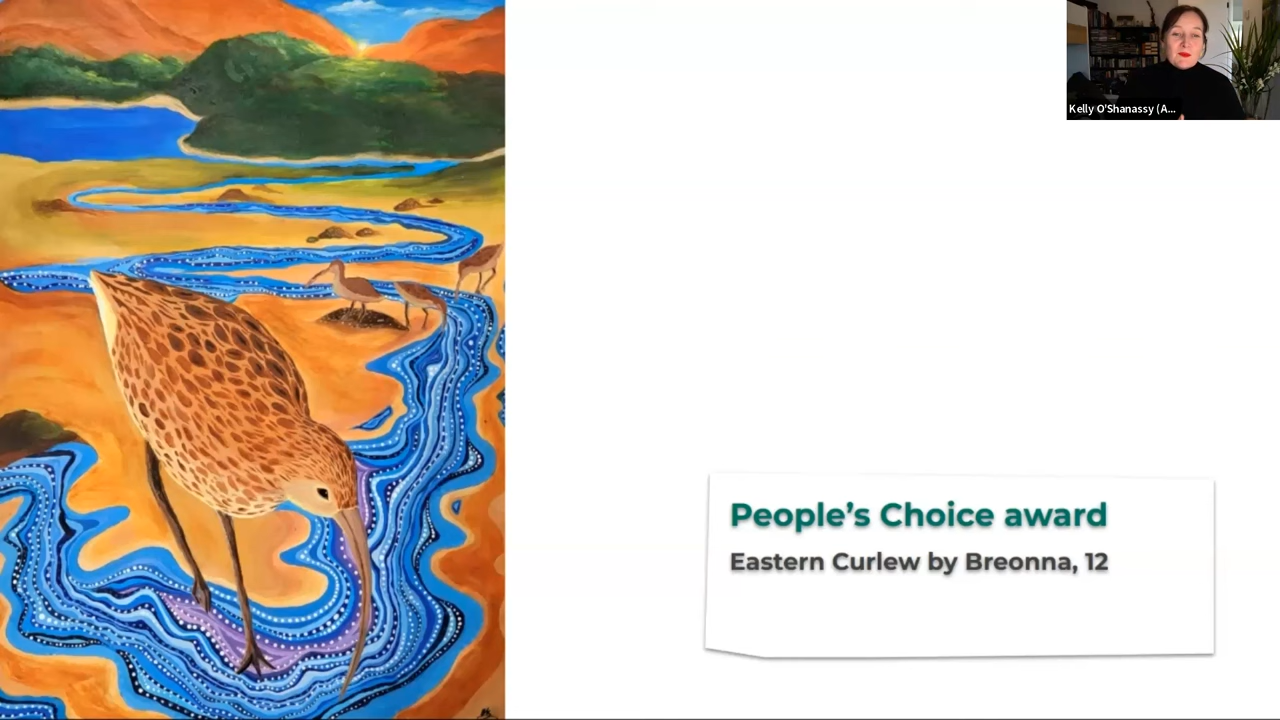 Kelly O'Shanassy (A...
People's Choice award
Eastern Curlew by Breonna, 12